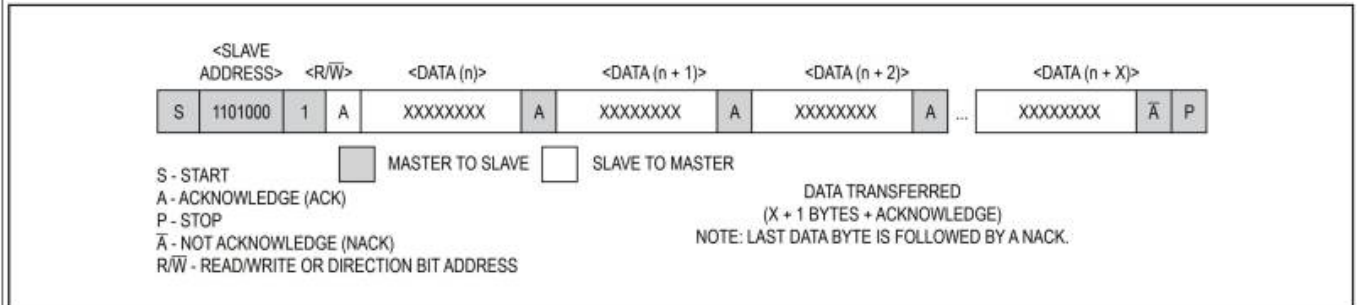 <SLAVE
ADDRESS> <R/W̅> <DATA (n)> <DATA (n + 1)> <DATA (n + 2)> <DATA (n + X)>
S 1101000 1 A XXXXXXXX A XXXXXXXX A XXXXXXXX A ... XXXXXXXX A̅ P
MASTER TO SLAVE SLAVE TO MASTER
S - START
A - ACKNOWLEDGE (ACK)
P - STOP
A̅ - NOT ACKNOWLEDGE (NACK)
R/W̅ - READ/WRITE OR DIRECTION BIT ADDRESS
DATA TRANSFERRED
(X + 1 BYTES + ACKNOWLEDGE)
NOTE: LAST DATA BYTE IS FOLLOWED BY A NACK.